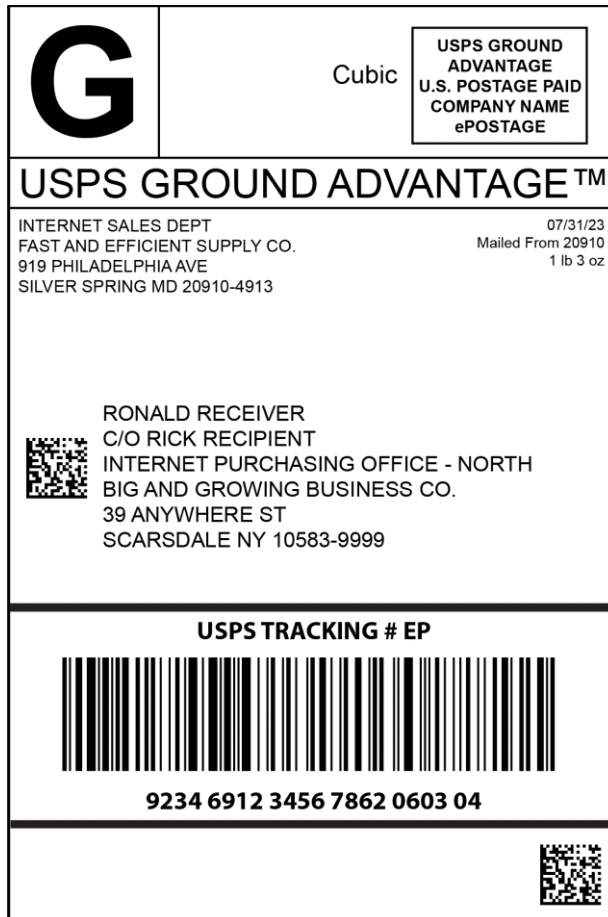 G
Cubic
USPS GROUND
ADVANTAGE
U.S. POSTAGE PAID
COMPANY NAME
ePOSTAGE
USPS GROUND ADVANTAGE™
INTERNET SALES DEPT
FAST AND EFFICIENT SUPPLY CO.
919 PHILADELPHIA AVE
SILVER SPRING MD 20910-4913
07/31/23
Mailed From 20910
1 lb 3 oz
RONALD RECEIVER
C/O RICK RECIPIENT
INTERNET PURCHASING OFFICE - NORTH
BIG AND GROWING BUSINESS CO.
39 ANYWHERE ST
SCARSDALE NY 10583-9999
USPS TRACKING # EP
9234 6912 3456 7862 0603 04